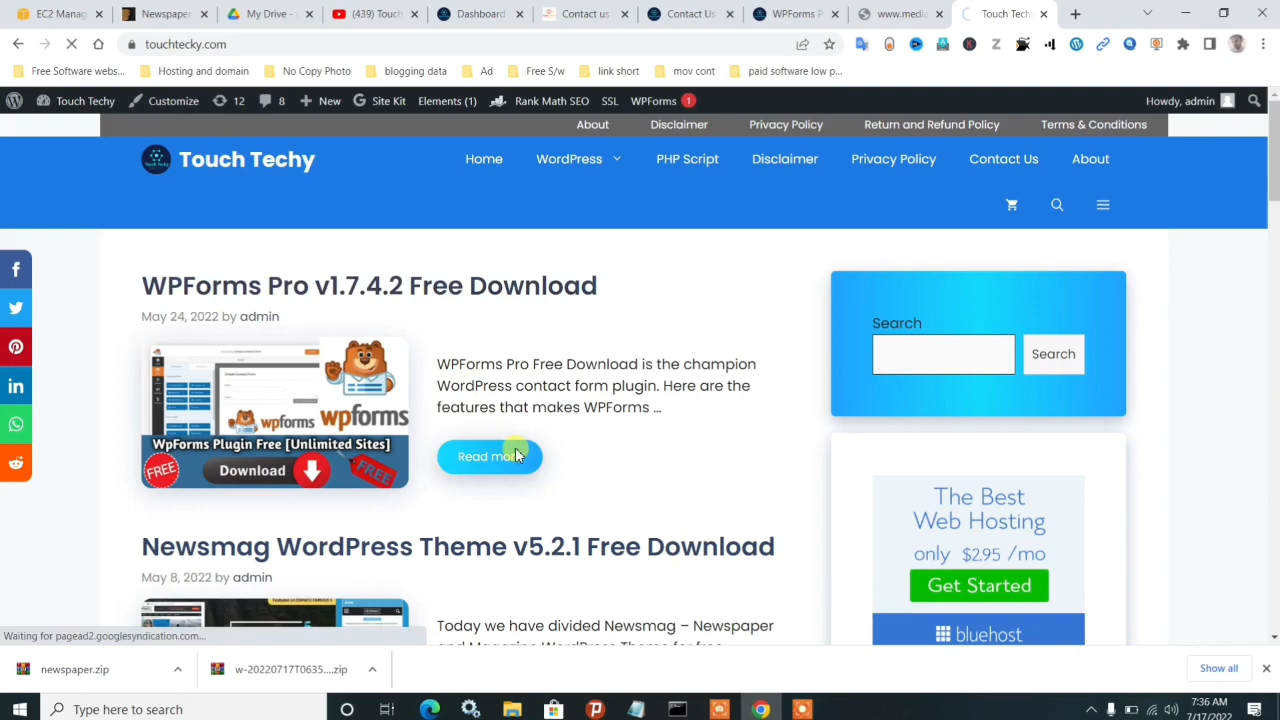 EC2 Manag
Newspaper
My Drive -
(439) Touch
Dashboard
Contact us
Contact Us
WPForms P
www.media
Touch Tech
touchtecky.com
Free Software webs...
Hosting and domain
No Copy Photo
blogging data
Ad
Free S/w
link short
mov cont
paid software low p...
Touch Techy
Customize
12
8
New
Site Kit
Elements (1)
Rank Math SEO
SSL
WPForms 1
Howdy, admin
About
Disclaimer
Privacy Policy
Return and Refund Policy
Terms & Conditions
Touch Techy
Home
WordPress
PHP Script
Disclaimer
Privacy Policy
Contact Us
About
WPForms Pro v1.7.4.2 Free Download
May 24, 2022 by admin
wpforms
WpForms Plugin Free [Unlimited Sites]
FREE
Download
FREE
WPForms Pro Free Download is the champion
WordPress contact form plugin. Here are the
features that makes WPForms ...
Read more
Search
Search
The Best
Web Hosting
only $2.95 /mo
Get Started
bluehost
Newsmag WordPress Theme v5.2.1 Free Download
May 8, 2022 by admin
Today we have divided Newsmag – Newspaper
and Magazine WordPress Theme for free
Waiting for pagead2.googlesyndication.com...
newspaper.zip
w-20220717T0635....zip
Show all
Type here to search
7:36 AM
7/17/2022